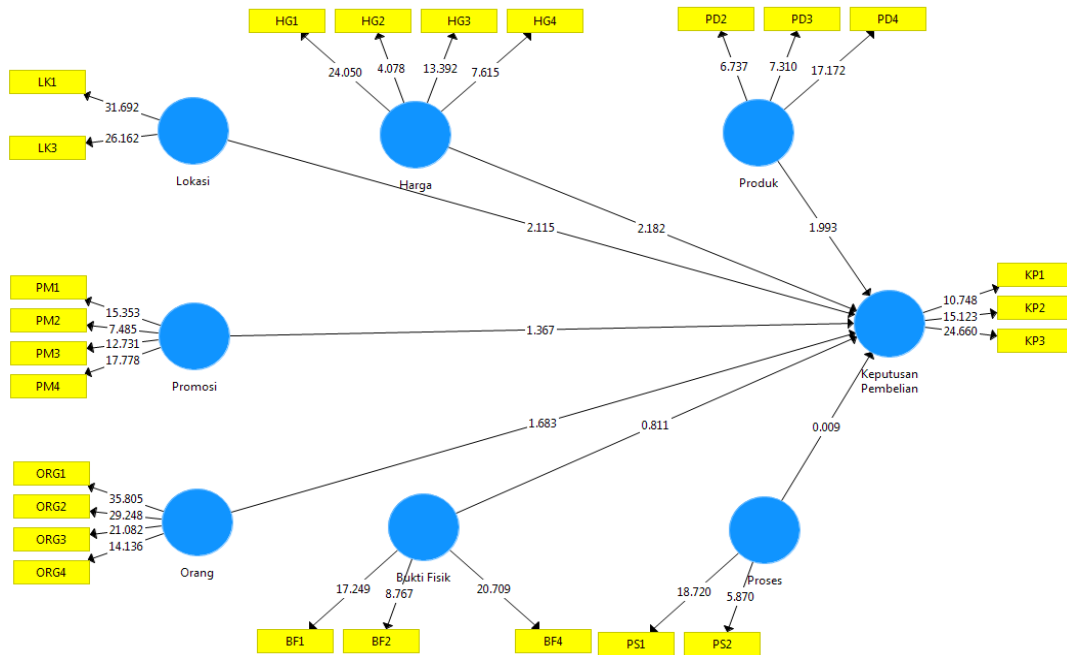 HG1
HG2
HG3
HG4
PD2
PD3
PD4
24.050
4.078
13.392
7.615
6.737
7.310
17.172
LK1
31.692
LK3
26.162
Lokasi
Harga
Produk
2.115
2.182
1.993
PM1
15.353
PM2
7.485
PM3
12.731
PM4
17.778
Promosi
1.367
KP1
10.748
KP2
15.123
KP3
24.660
Keputusan
Pembelian
ORG1
35.805
ORG2
29.248
ORG3
21.082
ORG4
14.136
Orang
1.683
0.811
0.009
Bukti Fisik
Proses
17.249
8.767
20.709
18.720
5.870
BF1
BF2
BF4
PS1
PS2